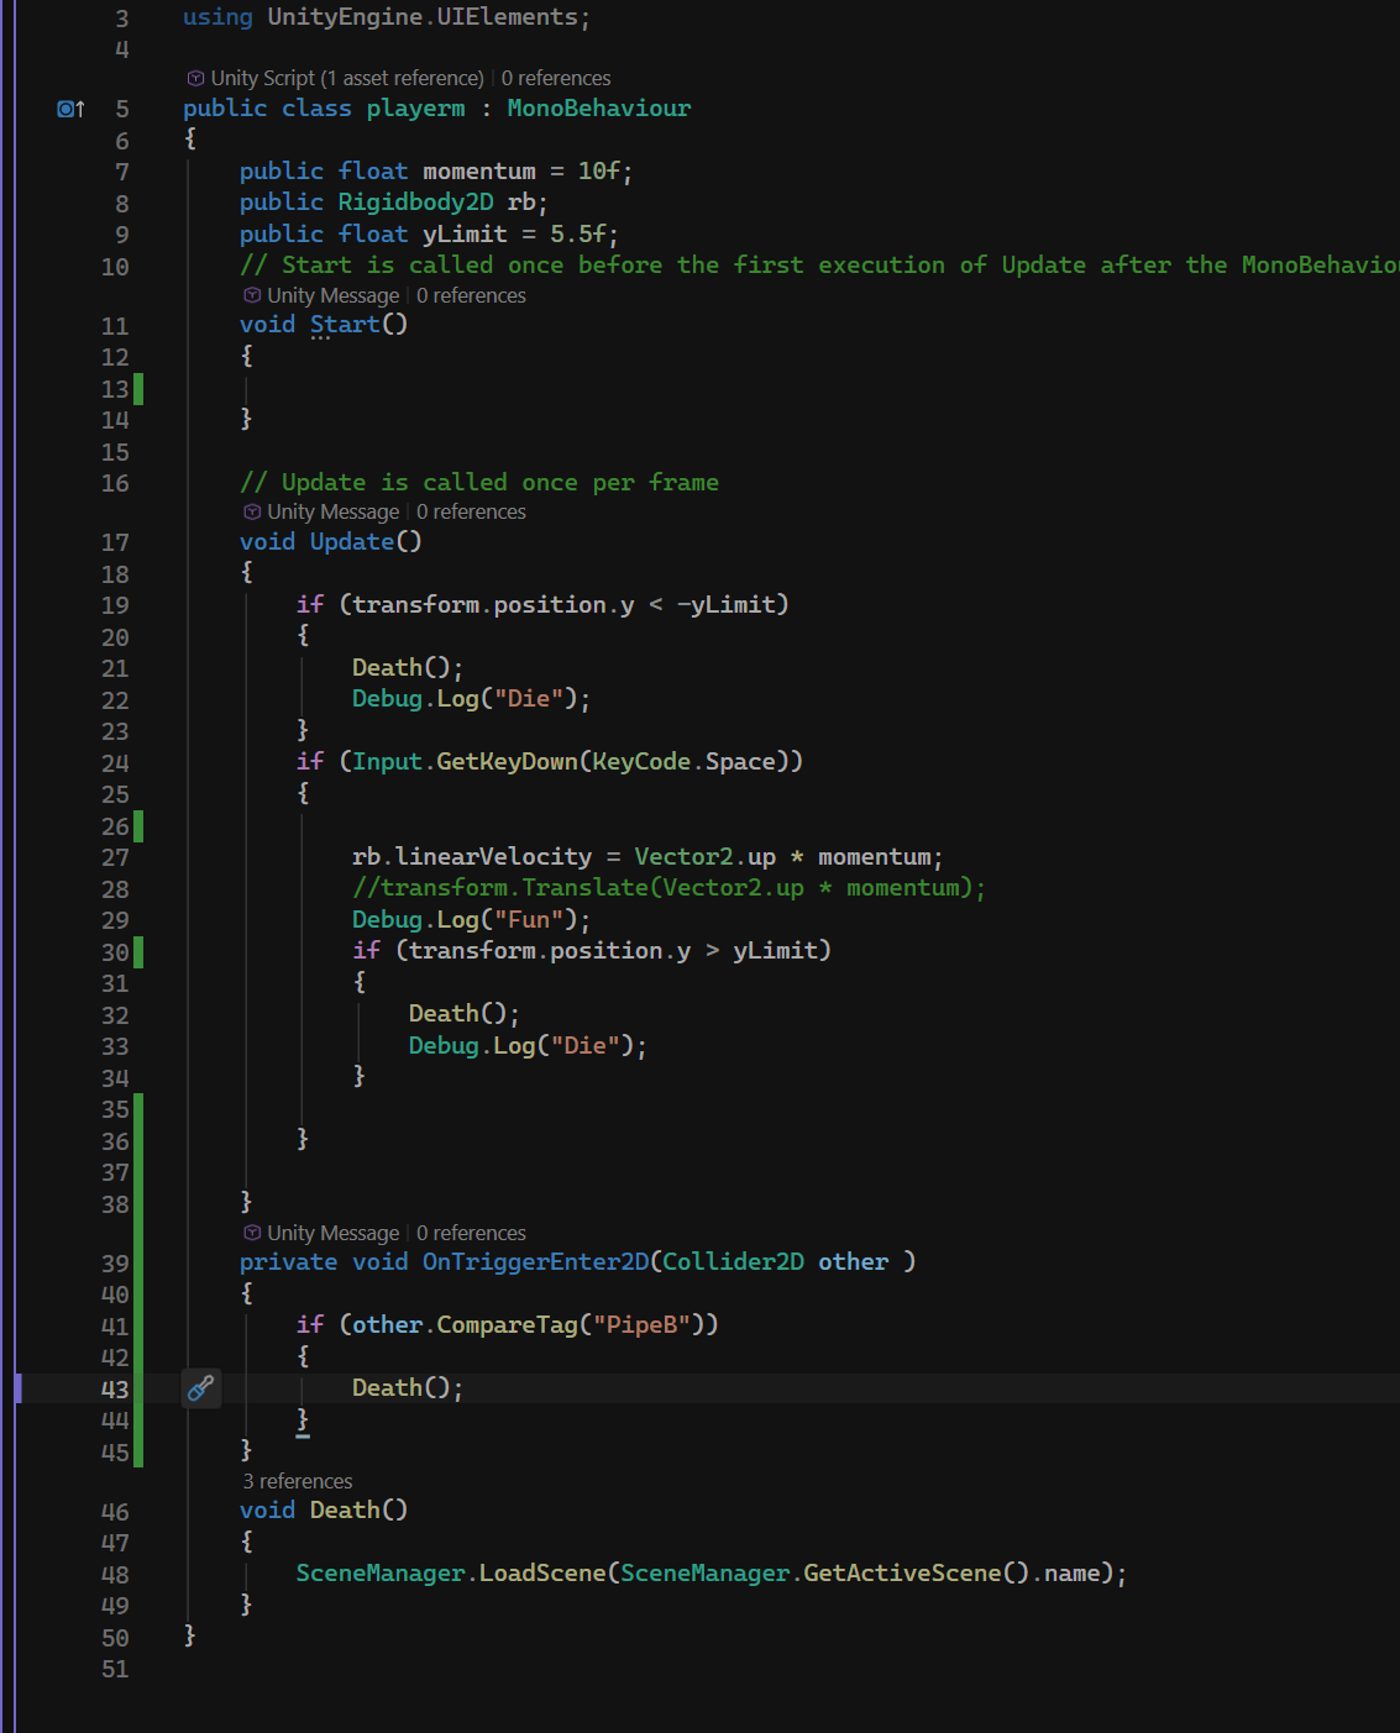 3 using UnityEngine.UIElements;
4
Unity Script (1 asset reference) | 0 references
5 public class playerm : MonoBehaviour
6 {
7 public float momentum = 10f;
8 public Rigidbody2D rb;
9 public float yLimit = 5.5f;
10 // Start is called once before the first execution of Update after the MonoBehaviou
Unity Message | 0 references
11 void Start()
12 {
13
14 }
15
16 // Update is called once per frame
Unity Message | 0 references
17 void Update()
18 {
19 if (transform.position.y < -yLimit)
20 {
21 Death();
22 Debug.Log("Die");
23 }
24 if (Input.GetKeyDown(KeyCode.Space))
25 {
26
27 rb.linearVelocity = Vector2.up * momentum;
28 //transform.Translate(Vector2.up * momentum);
29 Debug.Log("Fun");
30 if (transform.position.y > yLimit)
31 {
32 Death();
33 Debug.Log("Die");
34 }
35
36 }
37
38 }
Unity Message | 0 references
39 private void OnTriggerEnter2D(Collider2D other )
40 {
41 if (other.CompareTag("PipeB"))
42 {
43 Death();
44 }
45 }
3 references
46 void Death()
47 {
48 SceneManager.LoadScene(SceneManager.GetActiveScene().name);
49 }
50 }
51